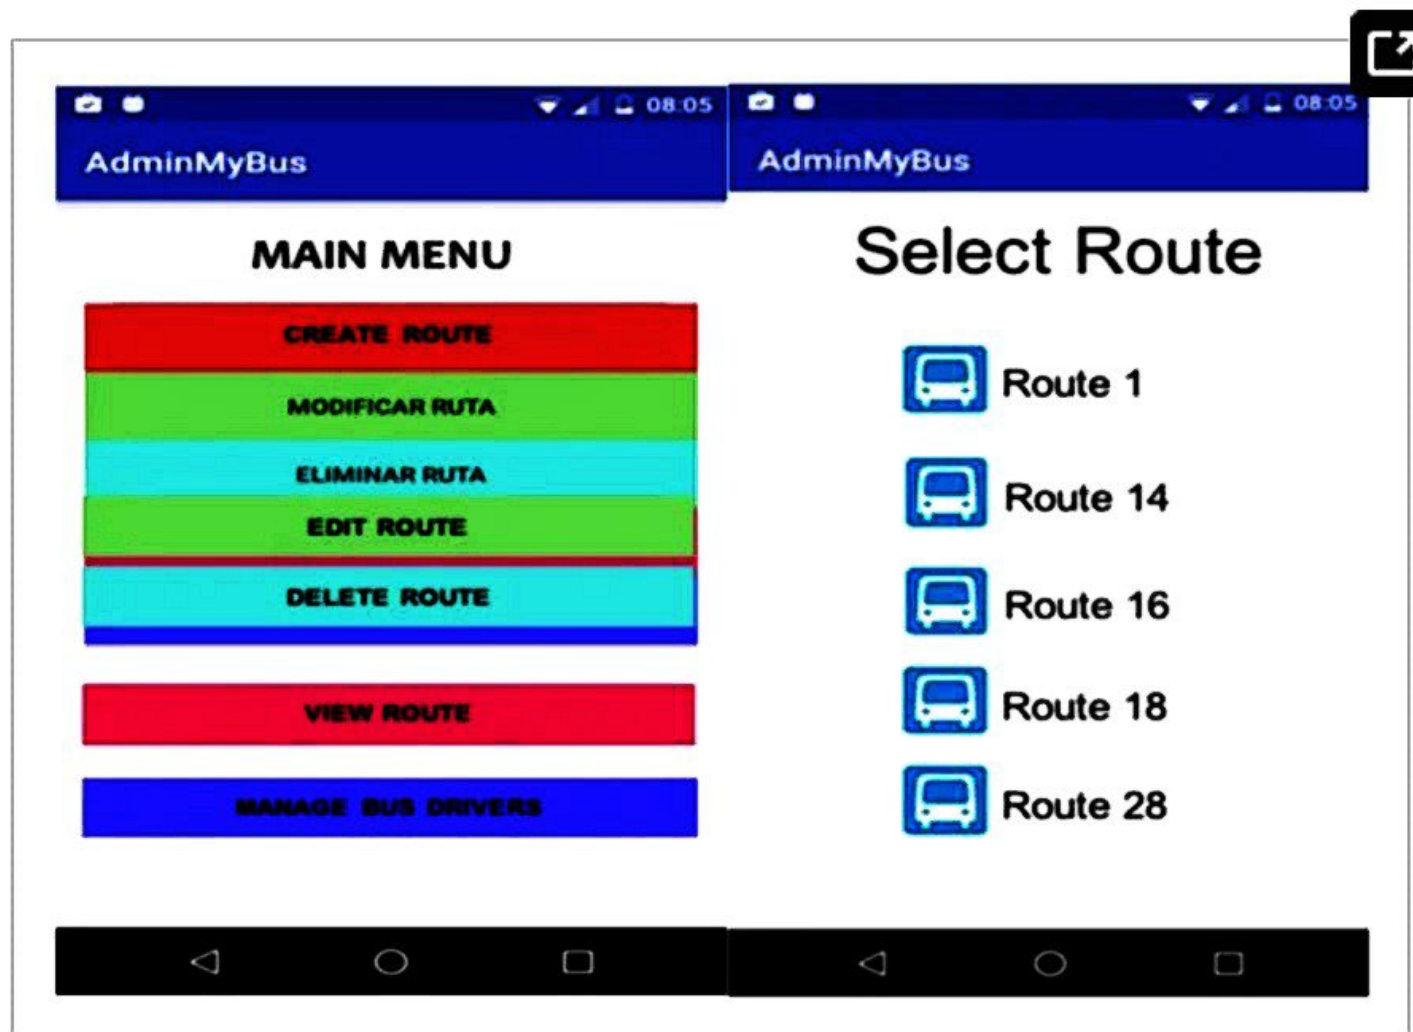 08:05
AdminMyBus
MAIN MENU
CREATE ROUTE
MODIFICAR RUTA
ELIMINAR RUTA
EDIT ROUTE
DELETE ROUTE
VIEW ROUTE
MANAGE BUS DRIVERS
08:05
AdminMyBus
Select Route
Route 1
Route 14
Route 16
Route 18
Route 28